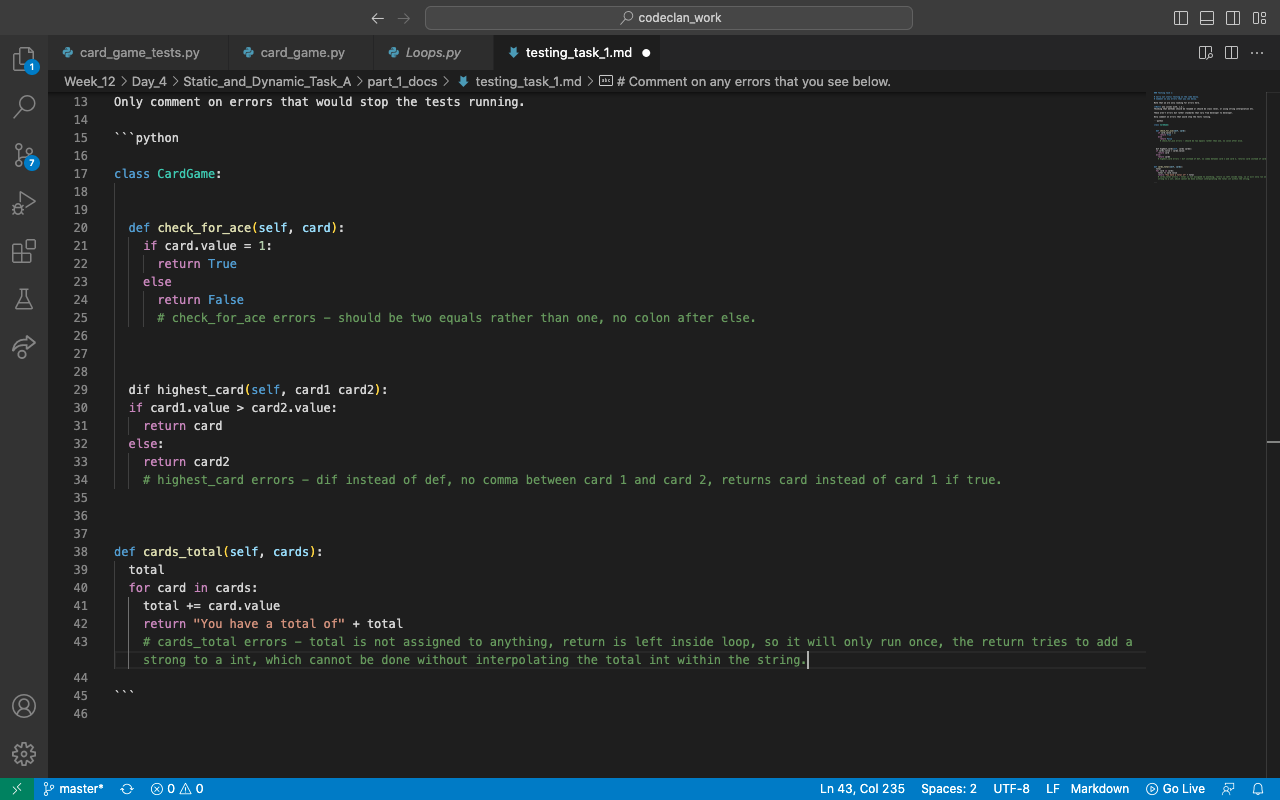 codeclan_work
card_game_tests.py
card_game.py
Loops.py
testing_task_1.md
Week_12 > Day_4 > Static_and_Dynamic_Task_A > part_1_docs > testing_task_1.md > # Comment on any errors that you see below.
13 Only comment on errors that would stop the tests running.
14
15 ```python
16
17 class CardGame:
18
19
20 def check_for_ace(self, card):
21 if card.value = 1:
22 return True
23 else
24 return False
25 # check_for_ace errors – should be two equals rather than one, no colon after else.
26
27
28
29 dif highest_card(self, card1 card2):
30 if card1.value > card2.value:
31 return card
32 else:
33 return card2
34 # highest_card errors – dif instead of def, no comma between card 1 and card 2, returns card instead of card 1 if true.
35
36
37
38 def cards_total(self, cards):
39 total
40 for card in cards:
41 total += card.value
42 return "You have a total of" + total
43 # cards_total errors – total is not assigned to anything, return is left inside loop, so it will only run once, the return tries to add a
strong to a int, which cannot be done without interpolating the total int within the string.
44
45 ```
46
1
7
master* 0 0 Ln 43, Col 235 Spaces: 2 UTF-8 LF Markdown Go Live